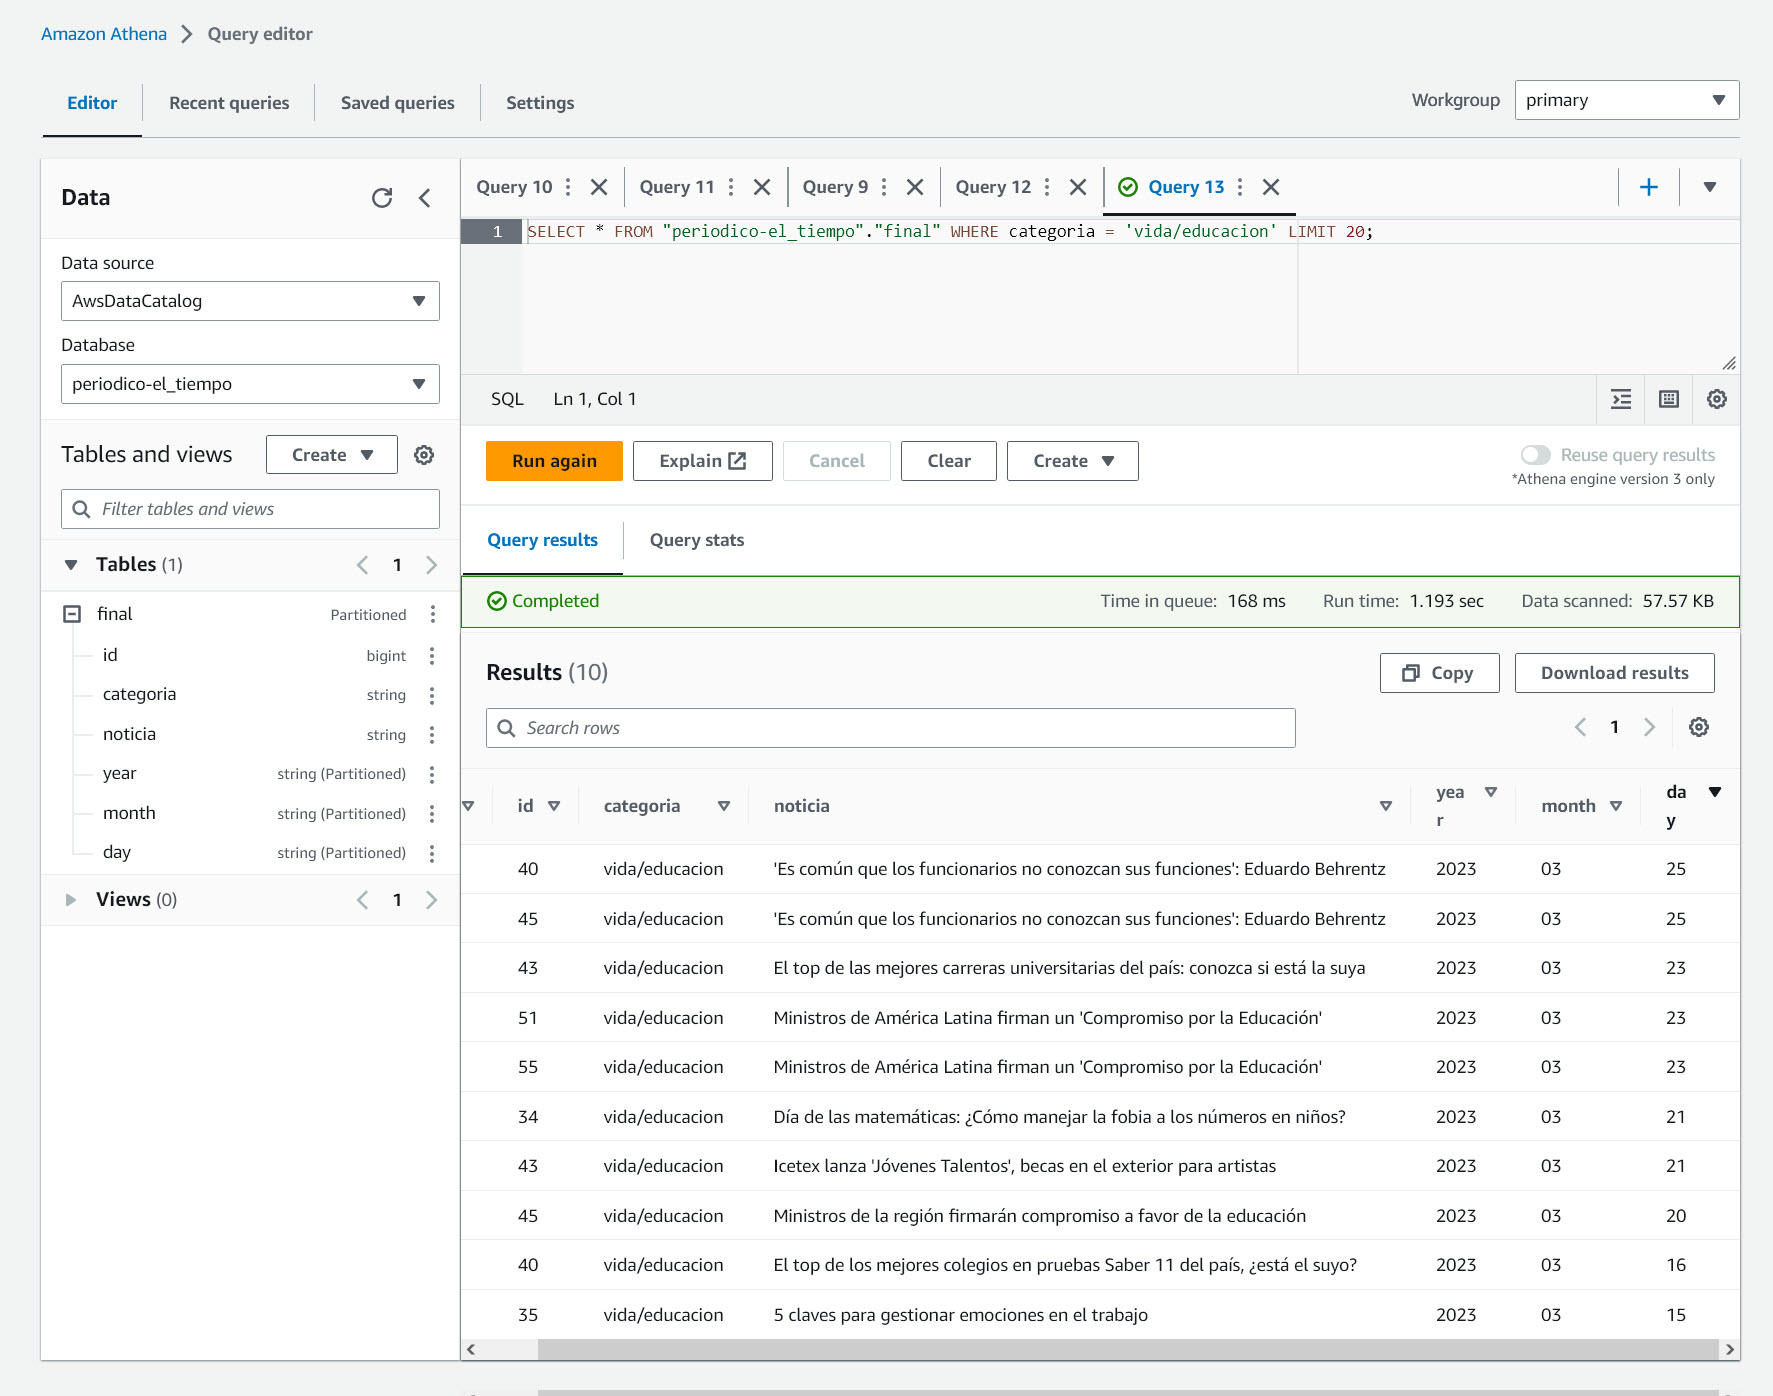 Amazon Athena > Query editor
Editor Recent queries Saved queries Settings
Workgroup primary
Data
Data source
AwsDataCatalog
Database
periodico-el_tiempo
Tables and views Create
Filter tables and views
Tables (1) 1
final Partitioned
id bigint
categoria string
noticia string
year string (Partitioned)
month string (Partitioned)
day string (Partitioned)
Views (0) 1
Query 10 Query 11 Query 9 Query 12 Query 13
1 SELECT * FROM "periodico-el_tiempo"."final" WHERE categoria = 'vida/educacion' LIMIT 20;
SQL Ln 1, Col 1
Run again Explain Cancel Clear Create
Reuse query results
*Athena engine version 3 only
Query results Query stats
Completed Time in queue: 168 ms Run time: 1.193 sec Data scanned: 57.57 KB
Results (10) Copy Download results
Search rows 1
id categoria noticia year month day
40 vida/educacion 'Es común que los funcionarios no conozcan sus funciones': Eduardo Behrentz 2023 03 25
45 vida/educacion 'Es común que los funcionarios no conozcan sus funciones': Eduardo Behrentz 2023 03 25
43 vida/educacion El top de las mejores carreras universitarias del país: conozca si está la suya 2023 03 23
51 vida/educacion Ministros de América Latina firman un 'Compromiso por la Educación' 2023 03 23
55 vida/educacion Ministros de América Latina firman un 'Compromiso por la Educación' 2023 03 23
34 vida/educacion Día de las matemáticas: ¿Cómo manejar la fobia a los números en niños? 2023 03 21
43 vida/educacion Icetex lanza 'Jóvenes Talentos', becas en el exterior para artistas 2023 03 21
45 vida/educacion Ministros de la región firmarán compromiso a favor de la educación 2023 03 20
40 vida/educacion El top de los mejores colegios en pruebas Saber 11 del país, ¿está el suyo? 2023 03 16
35 vida/educacion 5 claves para gestionar emociones en el trabajo 2023 03 15